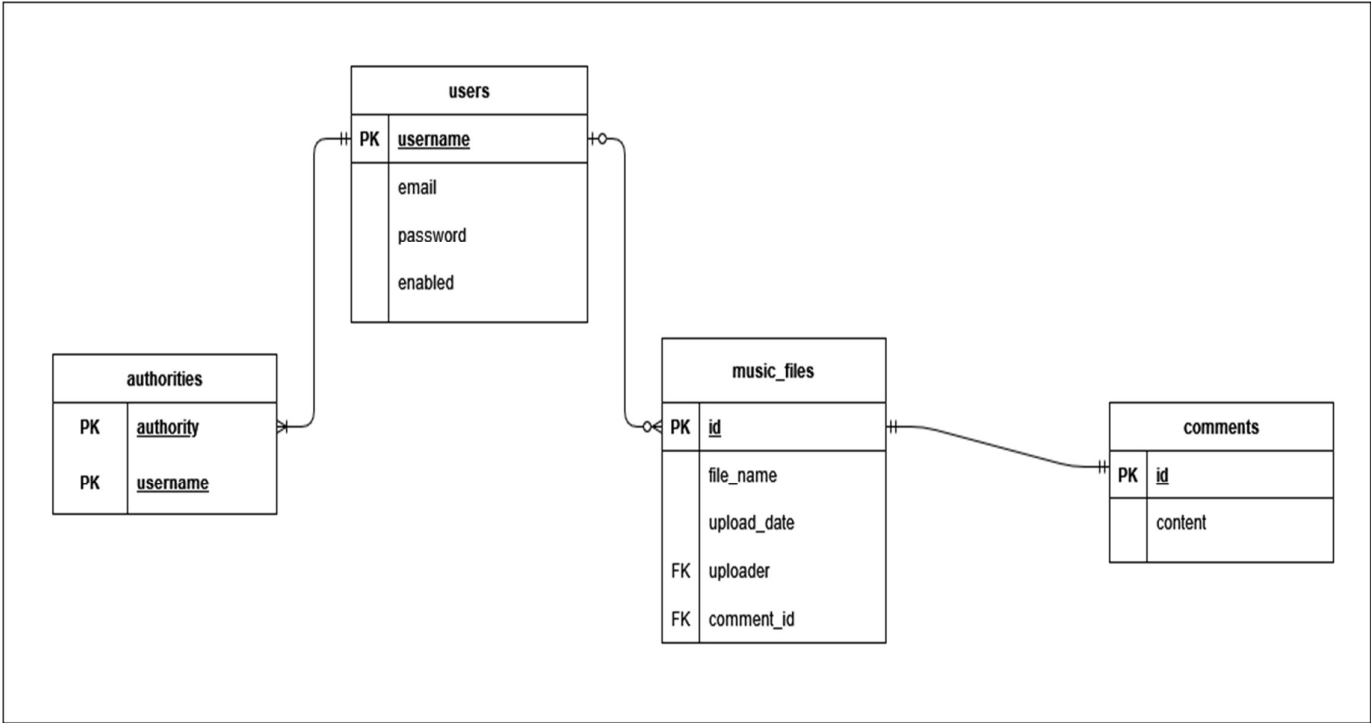 users
PK username
email
password
enabled
authorities
PK authority
PK username
music_files
PK id
file_name
upload_date
FK uploader
FK comment_id
comments
PK id
content